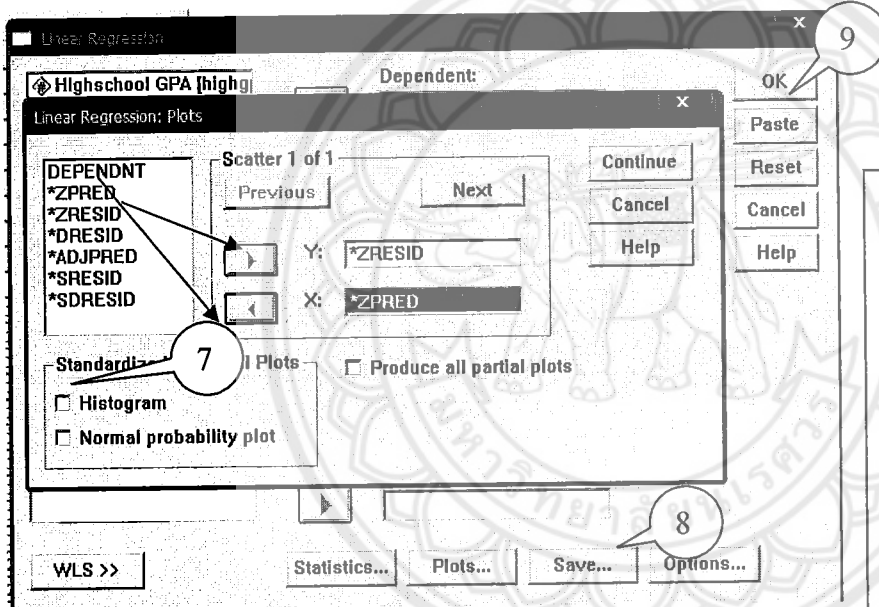 Linear Regression
x
9
Highschool GPA [highg
Dependent:
OK
Linear Regression: Plots
x
Paste
DEPENDNT
*ZPRED
*ZRESID
*DRESID
*ADJPRED
*SRESID
*SDRESID
Scatter 1 of 1
Previous
Next
Continue
Reset
Cancel
Cancel
Help
Help
Y: *ZRESID
X: *ZPRED
Standardize
7
l Plots
Produce all partial plots
Histogram
Normal probability plot
8
WLS >>
Statistics...
Plots...
Save...
Options...